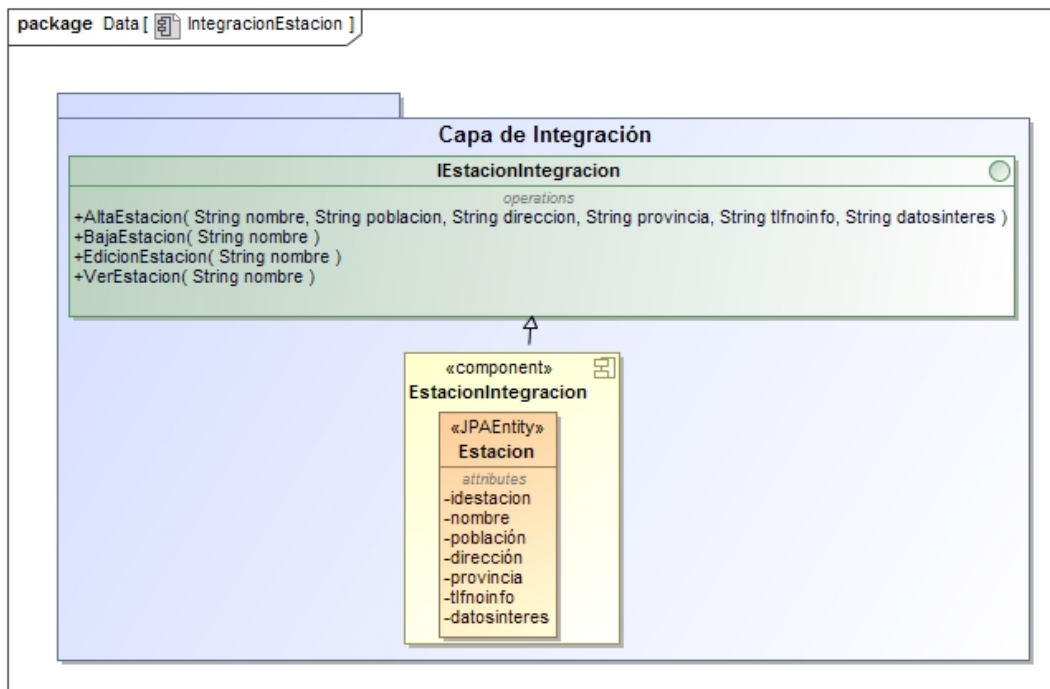 package Data [ IntegracionEstacion ]
Capa de Integración
IEstacionIntegracion
operations
+AltaEstacion( String nombre, String poblacion, String direccion, String provincia, String tlfnoinfo, String datosinteres )
+BajaEstacion( String nombre )
+EdicionEstacion( String nombre )
+VerEstacion( String nombre )
«component»
EstacionIntegracion
«JPAEntity»
Estacion
attributes
-idestacion
-nombre
-población
-dirección
-provincia
-tlfnoinfo
-datosinteres